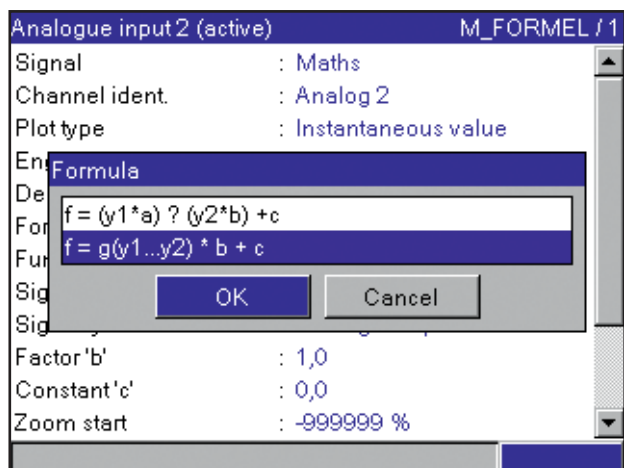 Analogue input 2 (active) M_FORMEL / 1
Signal : Maths
Channel ident. : Analog 2
Plot type : Instantaneous value
Formula
f = (y1*a) ? (y2*b) +c
f = g(y1...y2) * b + c
OK Cancel
Factor 'b' : 1,0
Constant 'c' : 0,0
Zoom start : -999999 %